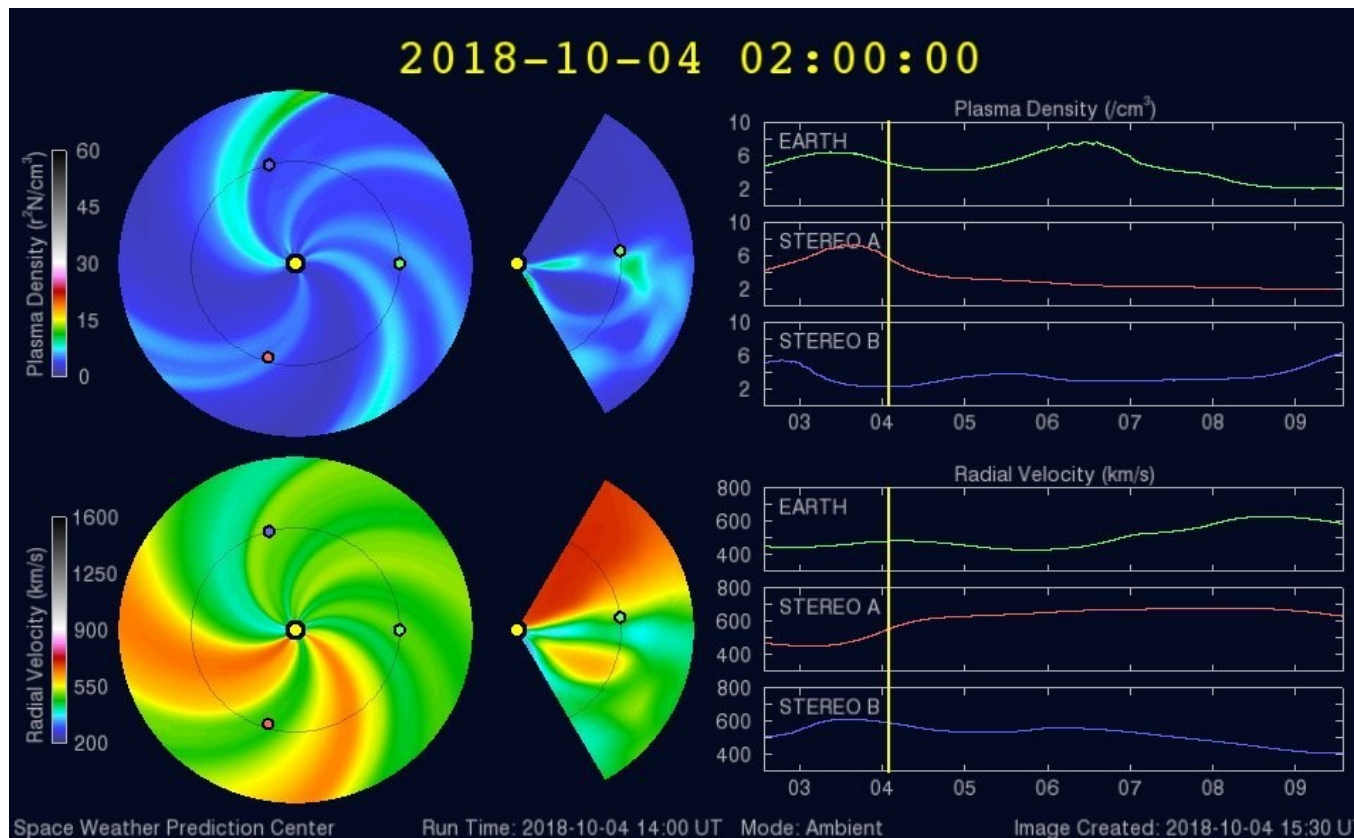 2018-10-04 02:00:00
Plasma Density (r²N/cm³)
60
45
30
15
0
Plasma Density (/cm³)
10
6
2
EARTH
10
6
2
STEREO A
10
6
2
STEREO B
03 04 05 06 07 08 09
Radial Velocity (km/s)
1600
1250
900
550
200
Radial Velocity (km/s)
800
600
400
EARTH
800
600
400
STEREO A
800
600
400
STEREO B
03 04 05 06 07 08 09
Space Weather Prediction Center Run Time: 2018-10-04 14:00 UT Mode: Ambient Image Created: 2018-10-04 15:30 U